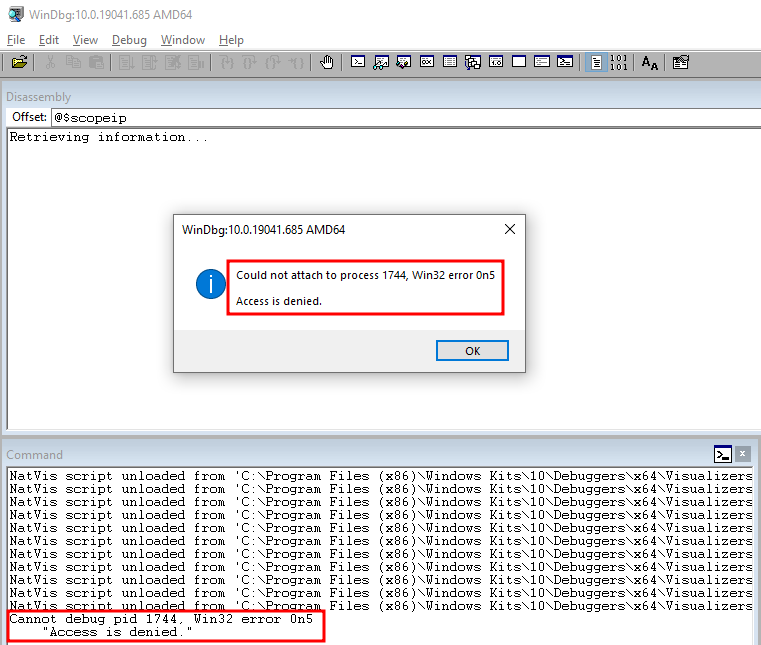 WinDbg:10.0.19041.685 AMD64
File Edit View Debug Window Help
Disassembly
Offset: @$scopeip
Retrieving information...
WinDbg:10.0.19041.685 AMD64
Could not attach to process 1744, Win32 error 0n5
Access is denied.
OK
Command
NatVis script unloaded from 'C:\Program Files (x86)\Windows Kits\10\Debuggers\x64\Visualizers
NatVis script unloaded from 'C:\Program Files (x86)\Windows Kits\10\Debuggers\x64\Visualizers
NatVis script unloaded from 'C:\Program Files (x86)\Windows Kits\10\Debuggers\x64\Visualizers
NatVis script unloaded from 'C:\Program Files (x86)\Windows Kits\10\Debuggers\x64\Visualizers
NatVis script unloaded from 'C:\Program Files (x86)\Windows Kits\10\Debuggers\x64\Visualizers
NatVis script unloaded from 'C:\Program Files (x86)\Windows Kits\10\Debuggers\x64\Visualizers
NatVis script unloaded from 'C:\Program Files (x86)\Windows Kits\10\Debuggers\x64\Visualizers
NatVis script unloaded from 'C:\Program Files (x86)\Windows Kits\10\Debuggers\x64\Visualizers
NatVis script unloaded from 'C:\Program Files (x86)\Windows Kits\10\Debuggers\x64\Visualizers
NatVis script unloaded from 'C:\Program Files (x86)\Windows Kits\10\Debuggers\x64\Visualizers
NatVis script unloaded from 'C:\Program Files (x86)\Windows Kits\10\Debuggers\x64\Visualizers
Cannot debug pid 1744, Win32 error 0n5
"Access is denied."